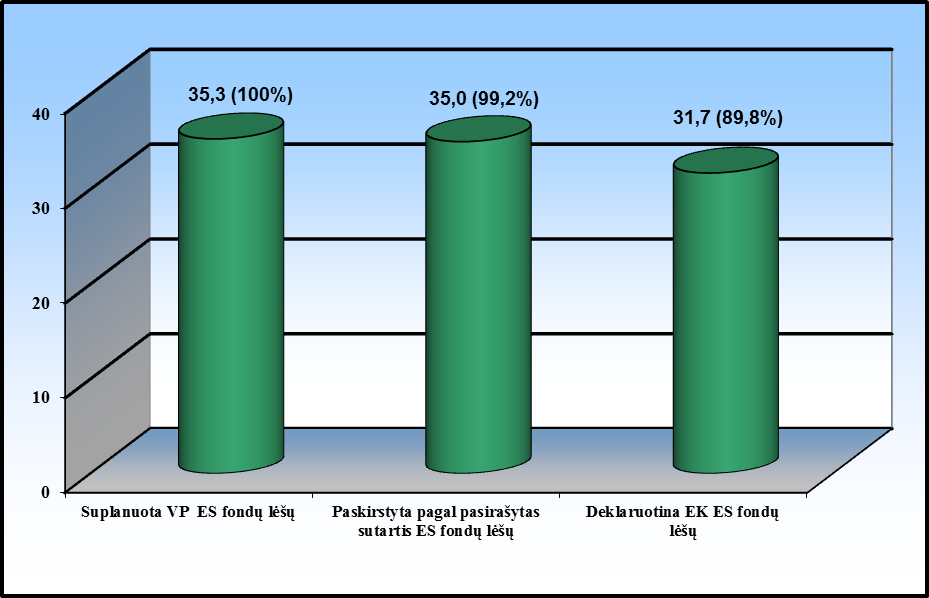 35,3 (100%)
35,0 (99,2%)
31,7 (89,8%)
40
30
20
10
0
Suplanuota VP ES fondų lėšų
Paskirstyta pagal pasirašytas
sutartis ES fondų lėšų
Deklaruotina EK ES fondų
lėšų